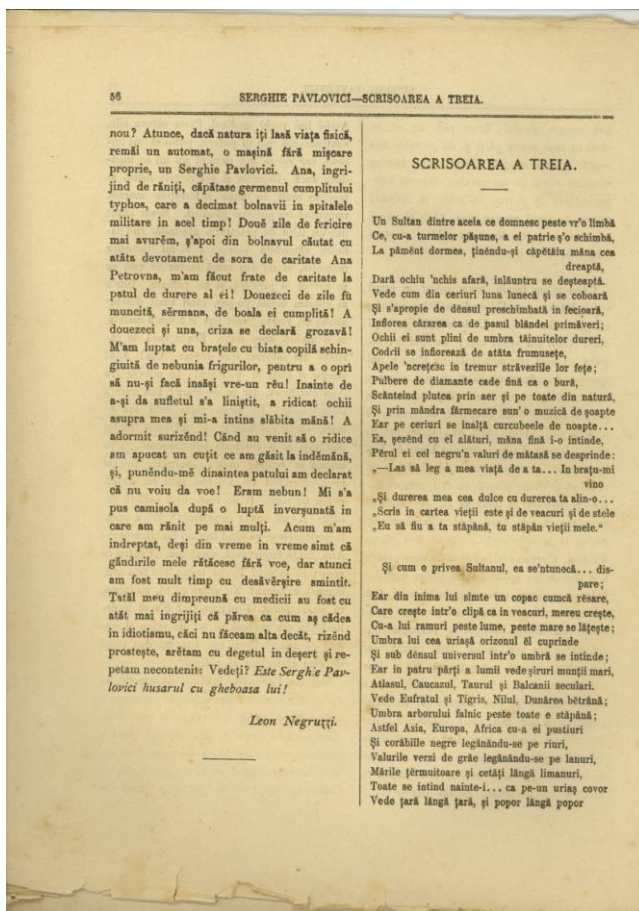 56
SERGHIE PAVLOVICI—SCRISOAREA A TREIA.
nou? Atunce, dacă natura iți lasă viața fisică,
remăi un automat, o mașină fără mișcare
proprie, un Serghie Pavlovici. Ana, ingri-
jind de răniți, căpătase germenul cumplitului
typhos, care a decimat bolnavii in spitalele
militare in acel timp! Douĕ zile de fericire
mai avurĕm, ș'apoi din bolnavul căutat cu
atăta devotament de sora de caritate Ana
Petrovna, m'am făcut frate de caritate la
patul de durere al ei! Douezeci de zile fù
muncită, sĕrmana, de boala ei cumplită! A
douezeci și una, criza se declară grozavă!
M'am luptat cu brațele cu biata copilă schin-
giuită de nebunia frigurilor, pentru a o opri
să nu-și facă insăși vre-un rĕu! Inainte de
a-și da sufletul s'a liniștit, a ridicat ochii
asupra mea și mi-a intins slăbita mănă! A
adormit surizĕnd! Cănd au venit să o ridice
am apucat un cuțit ce am găsit la indĕmănă,
și, punĕndu-mĕ dinaintea patului am declarat
că nu voiu da voe! Eram nebun! Mi s'a
pus camisola după o luptă inverșunată in
care am rănit pe mai mulți. Acum m'am
indreptat, deși din vreme in vreme simt că
găndirile mele rătăcesc fără voe, dar atunci
am fost mult timp cu desăvĕrșire smintit.
Tatăl meu dimpreună cu medicii au fost cu
atăt mai ingrijiți că părea ca cum aș cădea
in idiotismu, căci nu făceam alta decăt, rizĕnd
prostește, arĕtam cu degetul in deșert și re-
petam necontenit: Vedeți? Este Serghie Pav-
lovici husarul cu gheboasa lui!
Leon Negruzzi.
SCRISOAREA A TREIA.
Un Sultan dintre aceia ce domnesc peste vr'o limbă
Ce, cu-a turmelor pășune, a ei patrie ș'o schimbă,
La pămĕnt dormea, ținĕndu-și căpĕtăiu mâna cea
dreaptă,
Dară ochiu 'nchis afară, inlăuntru se deșteaptă.
Vede cum din ceriuri luna lunecă și se coboară
Și s'apropie de dĕnsul preschimbată in fecioară,
Inflorea cărarea ca de pasul blândei primăveri;
Ochii ei sunt plini de umbra tăinuitelor dureri,
Codrii se infiorează de atâta frumusețe,
Apele 'ncrețesc in tremur străveziile lor fețe;
Pulbere de diamante cade fină ca o bură,
Scânteind plutea prin aer și pe toate din natură,
Și prin mândra fărmecare sun' o muzică de șoapte
Ear pe ceriuri se inalță curcubeele de noapte...
Ea, șezĕnd cu el alături, mâna fină i-o intinde,
Pĕrul ei cel negru'n valuri de mătasă se desprinde:
„—Las să leg a mea viață de a ta... In brațu-mi
vino
„Și durerea mea cea dulce cu durerea ta alin-o...
„Scris in cartea vieții este și de veacuri și de stele
„Eu să fiu a ta stăpână, tu stăpân vieții mele."
Și cum o privea Sultanul, ea se'ntunecă... dis-
pare;
Ear din inima lui simte un copac cumcă rĕsare,
Care crește intr'o clipă ca in veacuri, mereu crește,
Cu-a lui ramuri peste lume, peste mare se lățește;
Umbra lui cea uriașă orizonul ĕl cuprinde
Și sub dĕnsul universul intr'o umbră se intinde;
Ear in patru părți a lumii vede șiruri munții mari,
Atlasul, Caucazul, Taurul și Balcanii seculari.
Vede Eufratul și Tigris, Nilul, Dunărea bĕtrână;
Umbra arborului falnic peste toate e stăpână;
Astfel Asia, Europa, Africa cu-a ei pustiuri
Și corăbiile negre legănându-se pe riuri,
Valurile verzi de grâe legănându-se pe lanuri,
Mările țĕrmuitoare și cetăți lângă limanuri,
Toate se intind nainte-i... ca pe-un uriaș covor
Vede țară lângă țară, și popor lângă popor